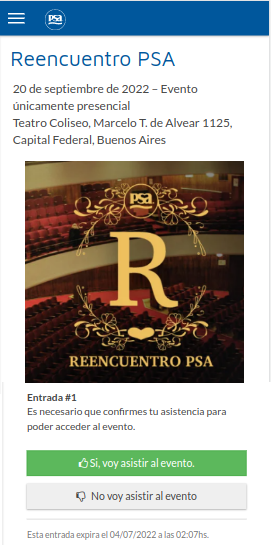 psa
Reencuentro PSA
20 de septiembre de 2022 – Evento
únicamente presencial
Teatro Coliseo, Marcelo T. de Alvear 1125,
Capital Federal, Buenos Aires
psa
R
REENCUENTRO PSA
Entrada #1
Es necesario que confirmes tu asistencia para
poder acceder al evento.
Si, voy asistir al evento.
No voy asistir al evento
Esta entrada expira el 04/07/2022 a las 02:07hs.